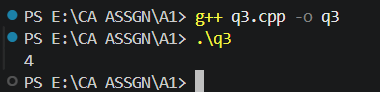 PS E:\CA ASSGN\A1> g++ q3.cpp -o q3
PS E:\CA ASSGN\A1> .\q3
4
PS E:\CA ASSGN\A1>